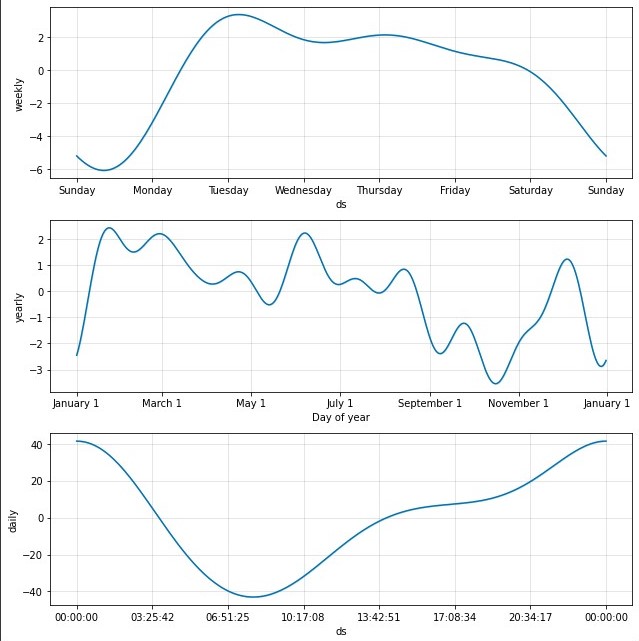 2
0
−2
−4
−6
weekly
Sunday Monday Tuesday Wednesday Thursday Friday Saturday Sunday
ds
2
1
0
−1
−2
−3
yearly
January 1 March 1 May 1 July 1 September 1 November 1 January 1
Day of year
40
20
0
−20
−40
daily
00:00:00 03:25:42 06:51:25 10:17:08 13:42:51 17:08:34 20:34:17 00:00:00
ds